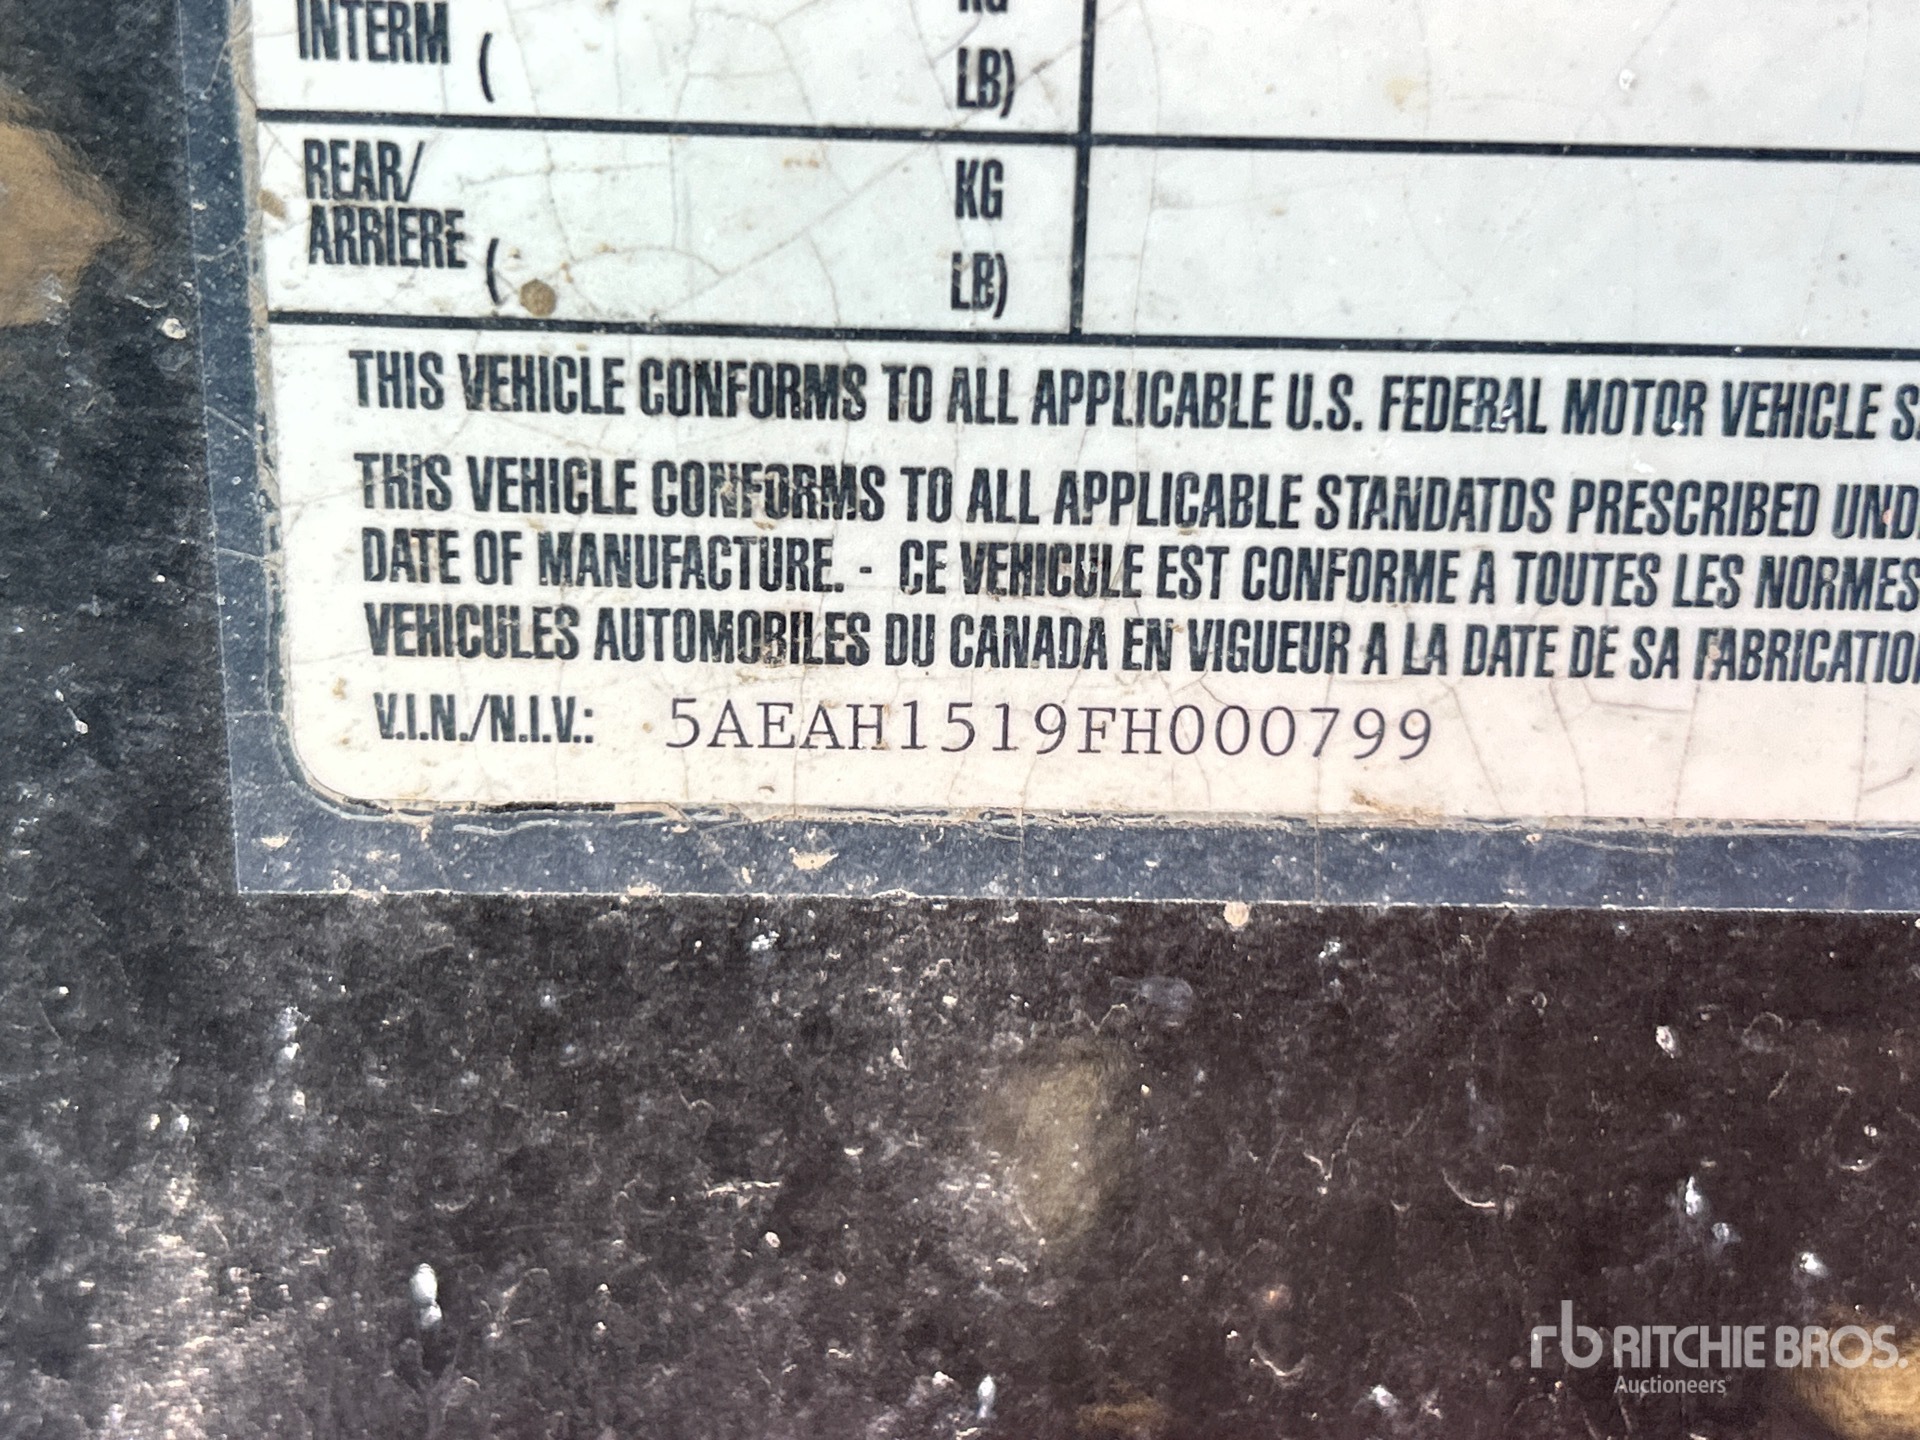 INTERM ( KG
LB)
REAR/
ARRIERE ( KG
LB)
THIS VEHICLE CONFORMS TO ALL APPLICABLE U.S. FEDERAL MOTOR VEHICLE
THIS VEHICLE CONFORMS TO ALL APPLICABLE STANDATDS PRESCRIBED
DATE OF MANUFACTURE. - CE VEHICULE EST CONFORME A TOUTES LES NORMES
VEHICULES AUTOMOBILES DU CANADA EN VIGUEUR A LA DATE DE SA FABRICATION
V.I.N./N.I.V.: 5AEAH1519FH000799
rb RITCHIE BROS.
Auctioneers